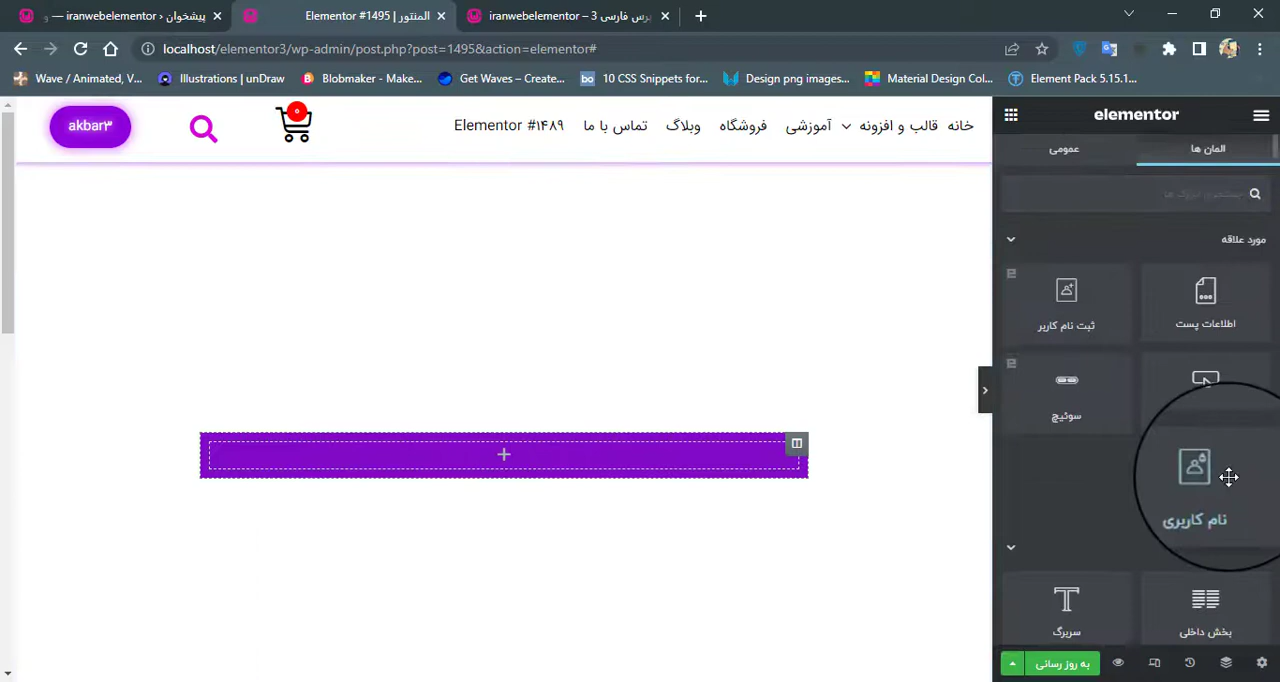 پیشخوان ‹ iranwebelementor — و
Elementor #1495 | المنتور
iranwebelementor – برس فارسی 3
localhost/elementor3/wp-admin/post.php?post=1495&action=elementor#
Wave / Animated, V...
Illustrations | unDraw
Blobmaker - Make...
Get Waves – Create...
10 CSS Snippets for...
Design png images...
Material Design Col...
Element Pack 5.15.1...
akbar۳
۰
خانه
قالب و افزونه
آموزشی
فروشگاه
وبلاگ
تماس با ما
Elementor #۱۴۸۹
elementor
المان ها
عمومی
مورد علاقه
اطلاعات پست
ثبت نام کاربر
سوئیچ
نام کاربری
بخش داخلی
سربرگ
به روز رسانی